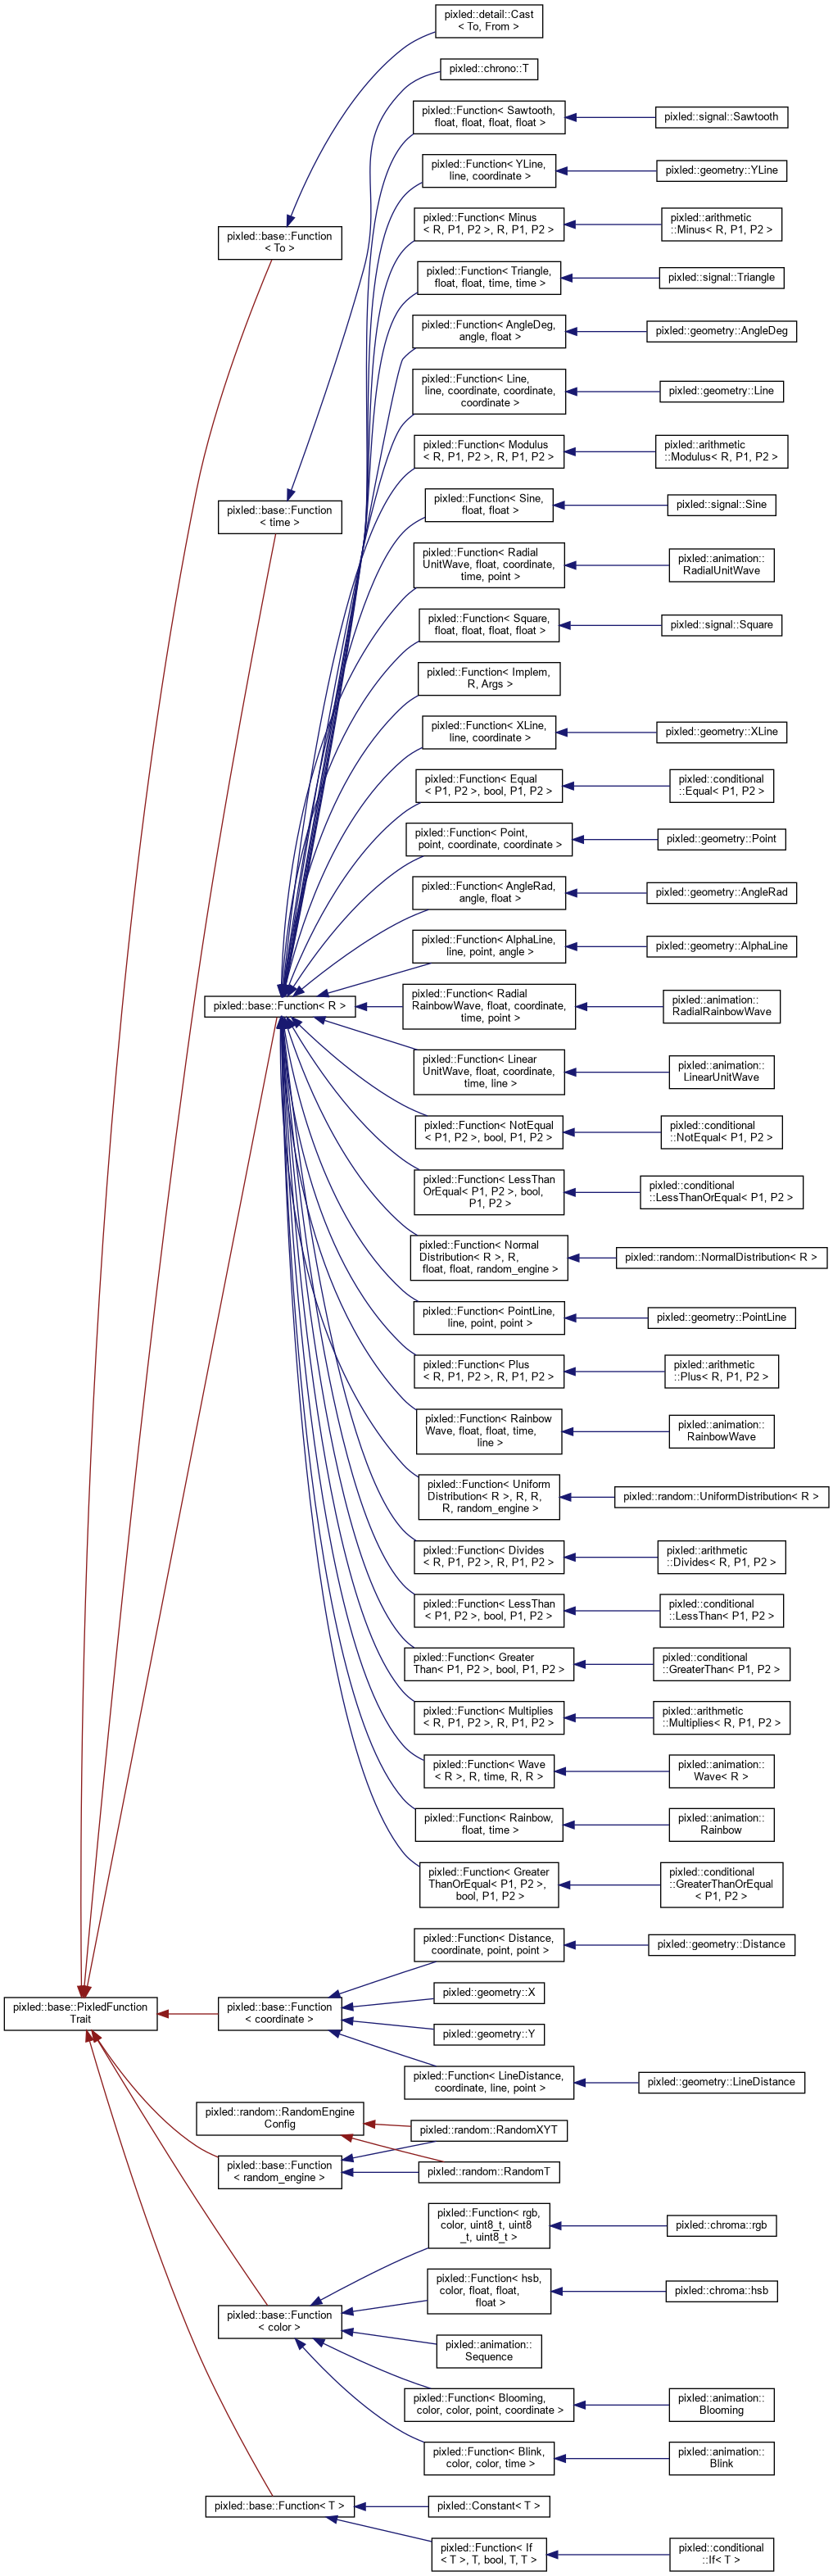 pixled::detail::Cast
< To, From >
pixled::chrono::T
pixled::Function< Sawtooth,
float, float, float, float >
pixled::signal::Sawtooth
pixled::Function< YLine,
line, coordinate >
pixled::geometry::YLine
pixled::base::Function
< To >
pixled::Function< Minus
< R, P1, P2 >, R, P1, P2 >
pixled::arithmetic
::Minus< R, P1, P2 >
pixled::Function< Triangle,
float, float, time, time >
pixled::signal::Triangle
pixled::Function< AngleDeg,
angle, float >
pixled::geometry::AngleDeg
pixled::Function< Line,
line, coordinate, coordinate,
coordinate >
pixled::geometry::Line
pixled::Function< Modulus
< R, P1, P2 >, R, P1, P2 >
pixled::arithmetic
::Modulus< R, P1, P2 >
pixled::base::Function
< time >
pixled::Function< Sine,
float, float >
pixled::signal::Sine
pixled::Function< Radial
UnitWave, float, coordinate,
time, point >
pixled::animation::
RadialUnitWave
pixled::Function< Square,
float, float, float, float >
pixled::signal::Square
pixled::Function< Implem,
R, Args >
pixled::Function< XLine,
line, coordinate >
pixled::geometry::XLine
pixled::Function< Equal
< P1, P2 >, bool, P1, P2 >
pixled::conditional
::Equal< P1, P2 >
pixled::Function< Point,
point, coordinate, coordinate >
pixled::geometry::Point
pixled::Function< AngleRad,
angle, float >
pixled::geometry::AngleRad
pixled::Function< AlphaLine,
line, point, angle >
pixled::geometry::AlphaLine
pixled::base::Function< R >
pixled::Function< Radial
RainbowWave, float, coordinate,
time, point >
pixled::animation::
RadialRainbowWave
pixled::Function< Linear
UnitWave, float, coordinate,
time, line >
pixled::animation::
LinearUnitWave
pixled::Function< NotEqual
< P1, P2 >, bool, P1, P2 >
pixled::conditional
::NotEqual< P1, P2 >
pixled::Function< LessThan
OrEqual< P1, P2 >, bool,
P1, P2 >
pixled::conditional
::LessThanOrEqual< P1, P2 >
pixled::Function< Normal
Distribution< R >, R,
float, float, random_engine >
pixled::random::NormalDistribution< R >
pixled::Function< PointLine,
line, point, point >
pixled::geometry::PointLine
pixled::Function< Plus
< R, P1, P2 >, R, P1, P2 >
pixled::arithmetic
::Plus< R, P1, P2 >
pixled::Function< Rainbow
Wave, float, float, time,
line >
pixled::animation::
RainbowWave
pixled::Function< Uniform
Distribution< R >, R, R,
R, random_engine >
pixled::random::UniformDistribution< R >
pixled::Function< Divides
< R, P1, P2 >, R, P1, P2 >
pixled::arithmetic
::Divides< R, P1, P2 >
pixled::Function< LessThan
< P1, P2 >, bool, P1, P2 >
pixled::conditional
::LessThan< P1, P2 >
pixled::Function< Greater
Than< P1, P2 >, bool, P1, P2 >
pixled::conditional
::GreaterThan< P1, P2 >
pixled::Function< Multiplies
< R, P1, P2 >, R, P1, P2 >
pixled::arithmetic
::Multiplies< R, P1, P2 >
pixled::Function< Wave
< R >, R, time, R, R >
pixled::animation::
Wave< R >
pixled::Function< Rainbow,
float, time >
pixled::animation::
Rainbow
pixled::Function< Greater
ThanOrEqual< P1, P2 >,
bool, P1, P2 >
pixled::conditional
::GreaterThanOrEqual
< P1, P2 >
pixled::Function< Distance,
coordinate, point, point >
pixled::geometry::Distance
pixled::base::PixledFunction
Trait
pixled::base::Function
< coordinate >
pixled::geometry::X
pixled::geometry::Y
pixled::Function< LineDistance,
coordinate, line, point >
pixled::geometry::LineDistance
pixled::random::RandomEngine
Config
pixled::random::RandomXYT
pixled::base::Function
< random_engine >
pixled::random::RandomT
pixled::Function< rgb,
color, uint8_t, uint8
_t, uint8_t >
pixled::chroma::rgb
pixled::Function< hsb,
color, float, float,
float >
pixled::chroma::hsb
pixled::base::Function
< color >
pixled::animation::
Sequence
pixled::Function< Blooming,
color, color, point, coordinate >
pixled::animation::
Blooming
pixled::Function< Blink,
color, color, time >
pixled::animation::
Blink
pixled::base::Function< T >
pixled::Constant< T >
pixled::Function< If
< T >, T, bool, T, T >
pixled::conditional
::If< T >